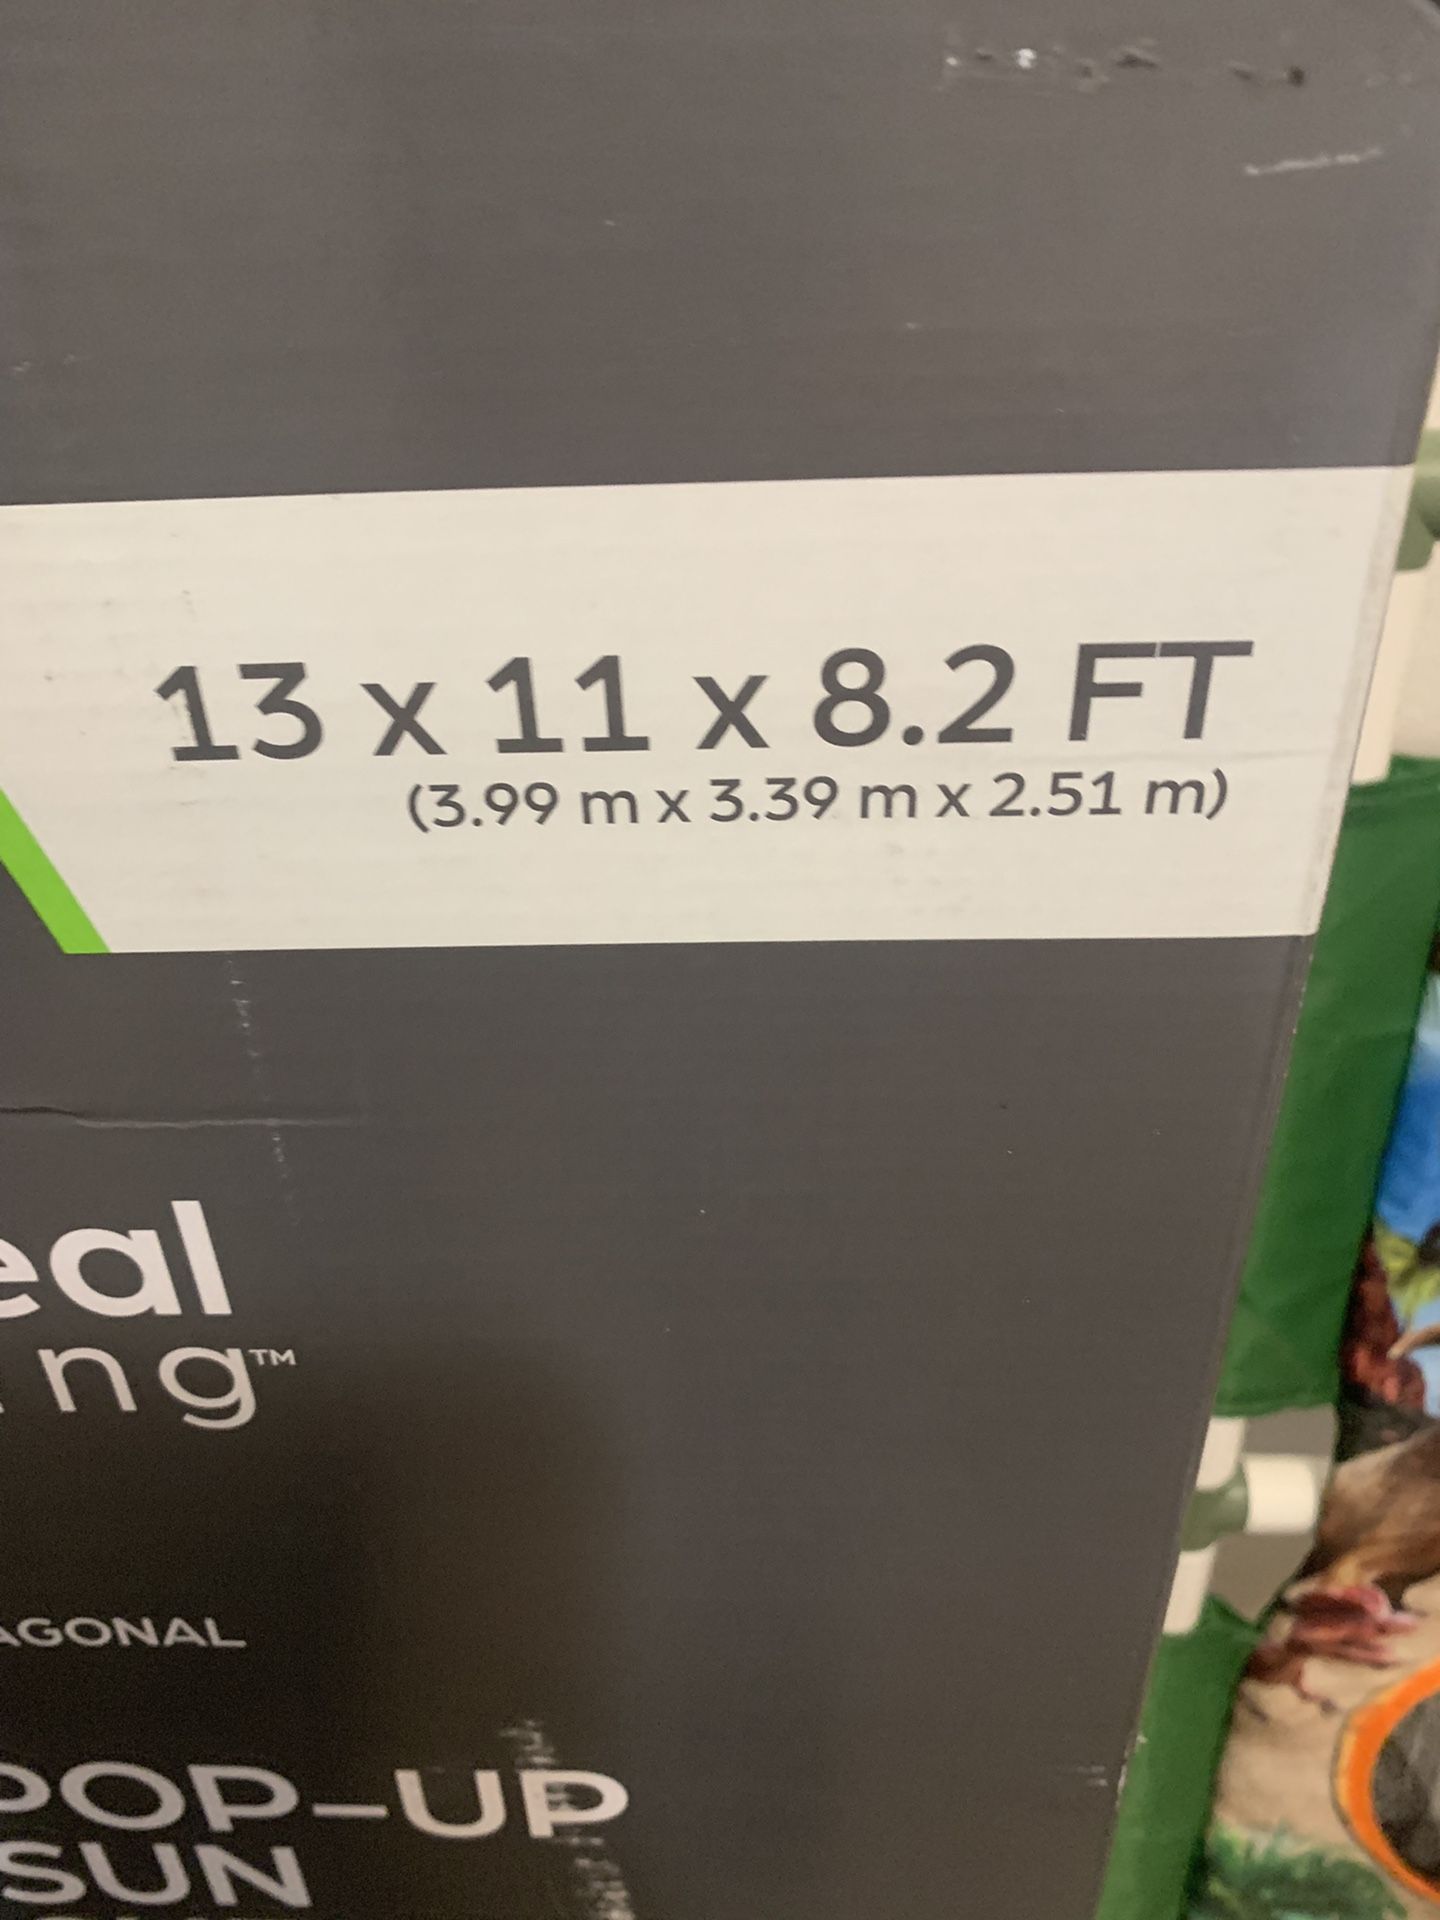 13 x 11 x 8.2 FT
(3.99 m x 3.39 m x 2.51 m)
eal
ng™
AGONAL
POP-UP
SUN